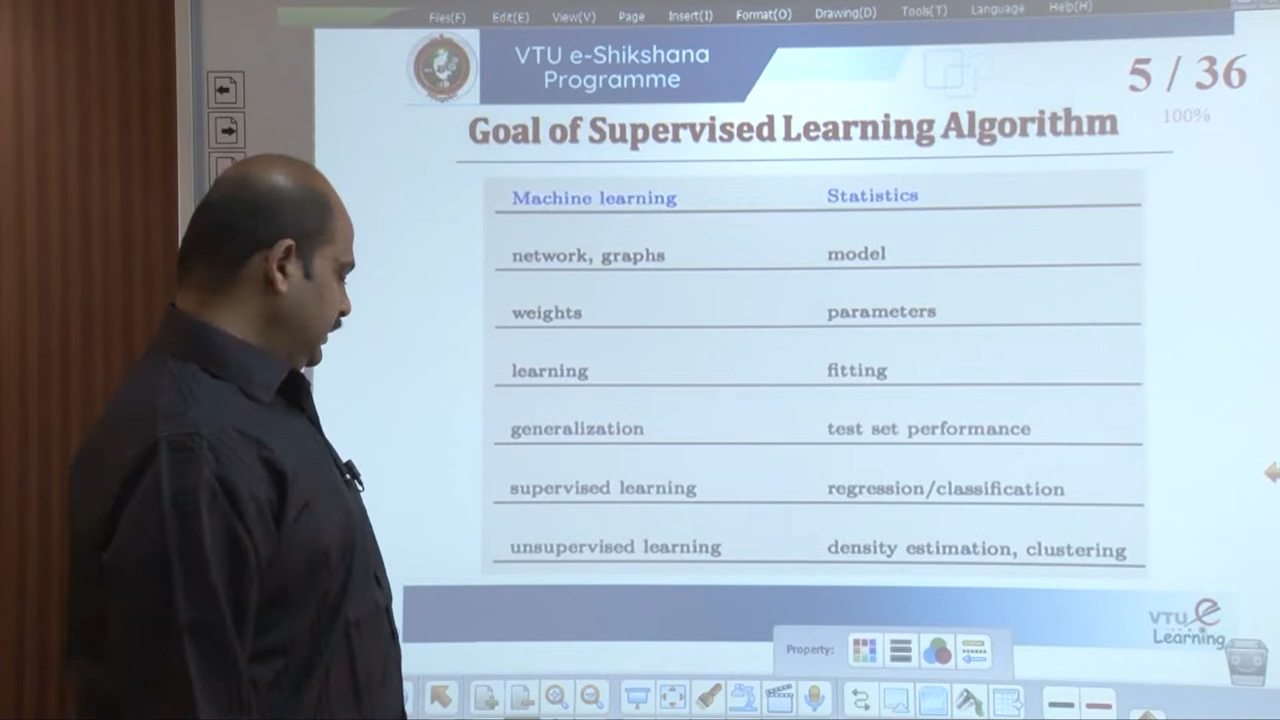 Files(F) Edit(E) View(V) Page Insert(I) Format(O) Drawing(D) Tools(T) Language Help(H)
VTU e-Shikshana
Programme
5 / 36
100%
Goal of Supervised Learning Algorithm
Machine learning Statistics
network, graphs model
weights parameters
learning fitting
generalization test set performance
supervised learning regression/classification
unsupervised learning density estimation, clustering
VTU e
Learning
Property: